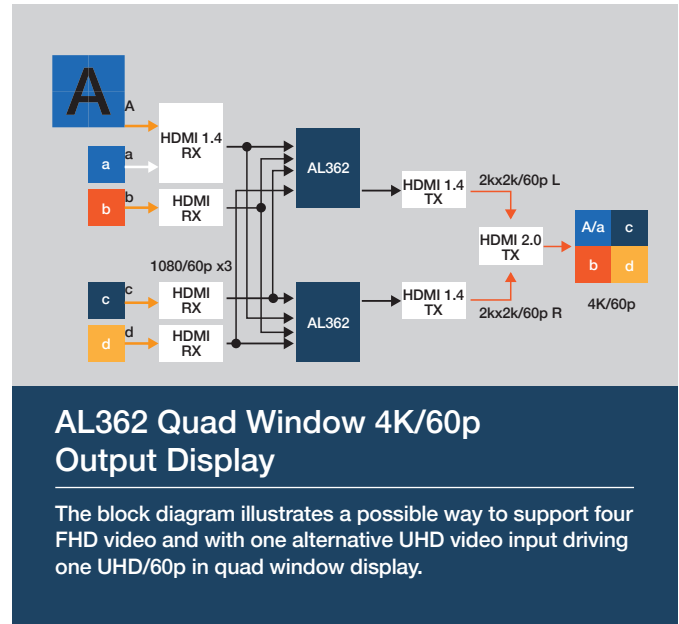 A
A
HDMI 1.4
RX
a
a
b
b
HDMI
RX
1080/60p x3
c
c
HDMI
RX
d
d
HDMI
RX
AL362
AL362
HDMI 1.4
TX
2kx2k/60p L
HDMI 2.0
TX
HDMI 1.4
TX
2kx2k/60p R
A/a
c
b
d
4K/60p
AL362 Quad Window 4K/60p
Output Display
The block diagram illustrates a possible way to support four
FHD video and with one alternative UHD video input driving
one UHD/60p in quad window display.